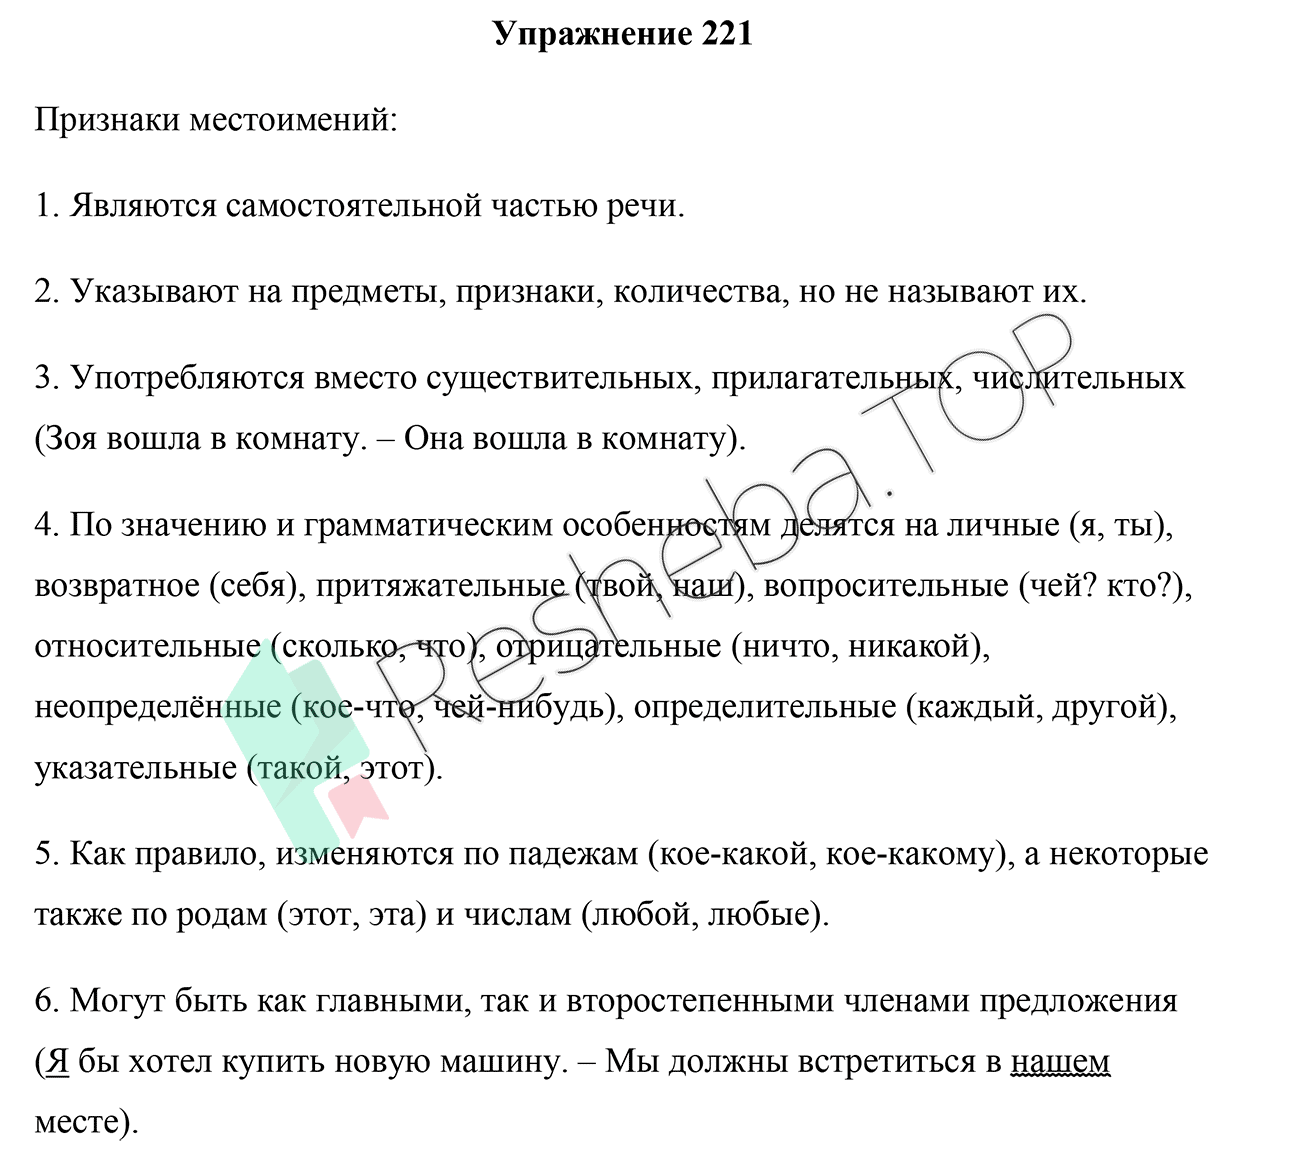 Упражнение 221
Признаки местоимений:
1. Являются самостоятельной частью речи.
2. Указывают на предметы, признаки, количества, но не называют их.
3. Употребляются вместо существительных, прилагательных, числительных
(Зоя вошла в комнату. – Она вошла в комнату).
4. По значению и грамматическим особенностям делятся на личные (я, ты),
возвратное (себя), притяжательные (твой, наш), вопросительные (чей? кто?),
относительные (сколько, что), отрицательные (ничто, никакой),
неопределённые (кое-что, чей-нибудь), определительные (каждый, другой),
указательные (такой, этот).
5. Как правило, изменяются по падежам (кое-какой, кое-какому), а некоторые
также по родам (этот, эта) и числам (любой, любые).
6. Могут быть как главными, так и второстепенными членами предложения
(Я бы хотел купить новую машину. – Мы должны встретиться в нашем
месте).
Resheba.TOP